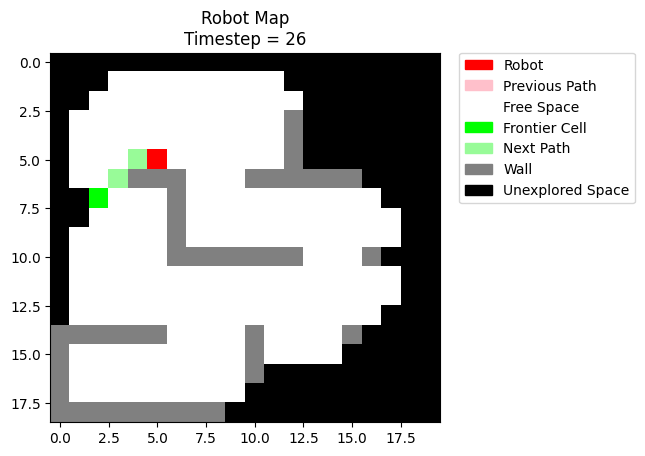 Robot Map
Timestep = 26
0.0
2.5
5.0
7.5
10.0
12.5
15.0
17.5
0.0
2.5
5.0
7.5
10.0
12.5
15.0
17.5
Robot
Previous Path
Free Space
Frontier Cell
Next Path
Wall
Unexplored Space